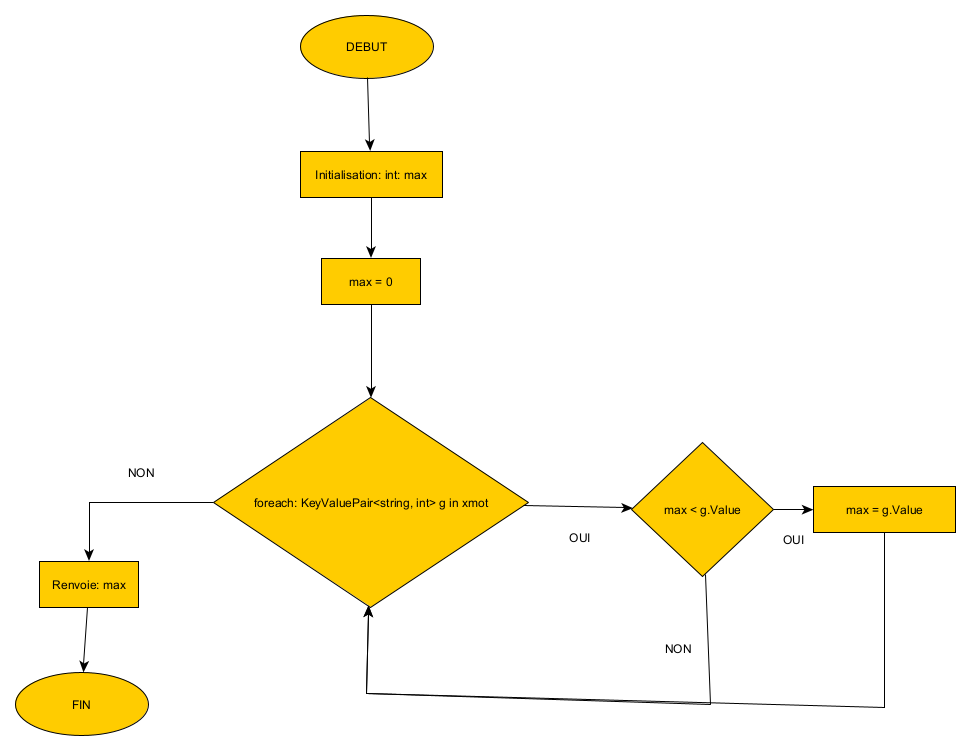 DEBUT
Initialisation: int: max
max = 0
NON
foreach: KeyValuePair<string, int> g in xmot
OUI
max < g.Value
OUI
max = g.Value
NON
Renvoie: max
FIN